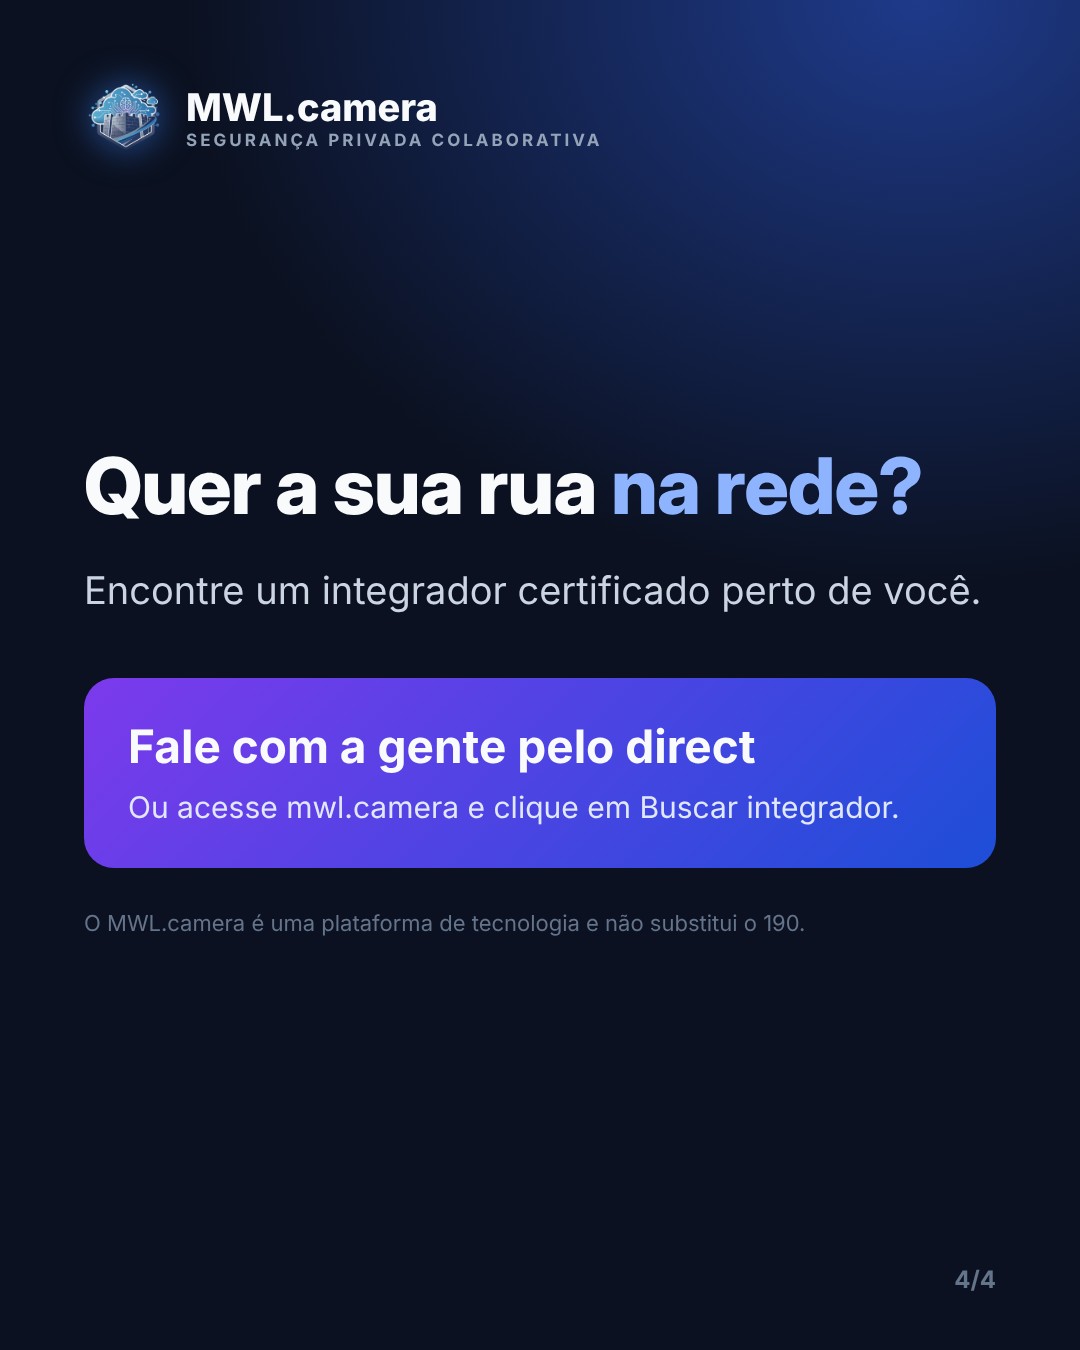 MWL.camera
SEGURANÇA PRIVADA COLABORATIVA
Quer a sua rua na rede?
Encontre um integrador certificado perto de você.
Fale com a gente pelo direct
Ou acesse mwl.camera e clique em Buscar integrador.
O MWL.camera é uma plataforma de tecnologia e não substitui o 190.
4/4